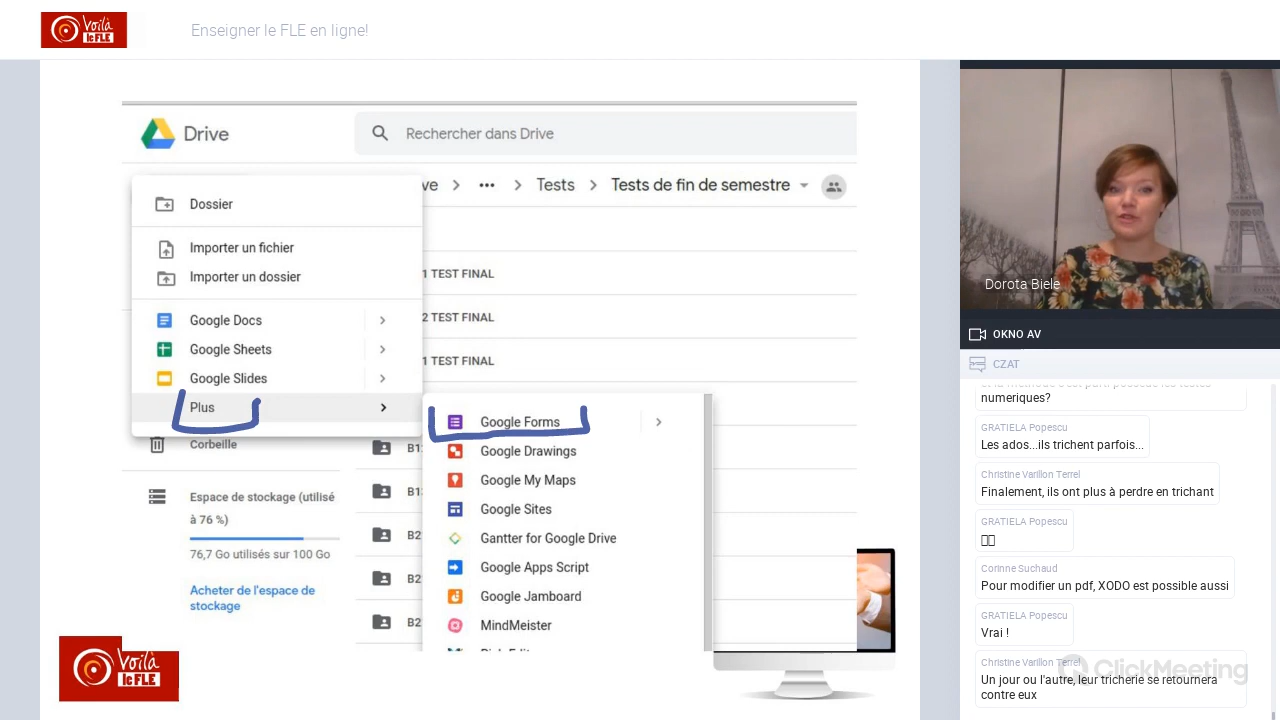 Voilà
le FLE
Enseigner le FLE en ligne!
Drive
Rechercher dans Drive
ve > ... > Tests > Tests de fin de semestre
Dossier
Importer un fichier
Importer un dossier
1 TEST FINAL
2 TEST FINAL
1 TEST FINAL
Google Docs
Google Sheets
Google Slides
Plus
Corbeille
Espace de stockage (utilisé
à 76 %)
76,7 Go utilisés sur 100 Go
Acheter de l'espace de
stockage
B1
B1
B2
B2
B2
Google Forms
Google Drawings
Google My Maps
Google Sites
Gantter for Google Drive
Google Apps Script
Google Jamboard
MindMeister
Voilà
le FLE
Dorota Biele
OKNO AV
CZAT
numeriques?
GRATIELA Popescu
Les ados...ils trichent parfois...
Christine Varillon Terrel
Finalement, ils ont plus à perdre en trichant
GRATIELA Popescu
Corinne Suchaud
Pour modifier un pdf, XODO est possible aussi
GRATIELA Popescu
Vrai !
Christine Varillon Terrel
Un jour ou l'autre, leur tricherie se retournera
contre eux
ClickMeeting